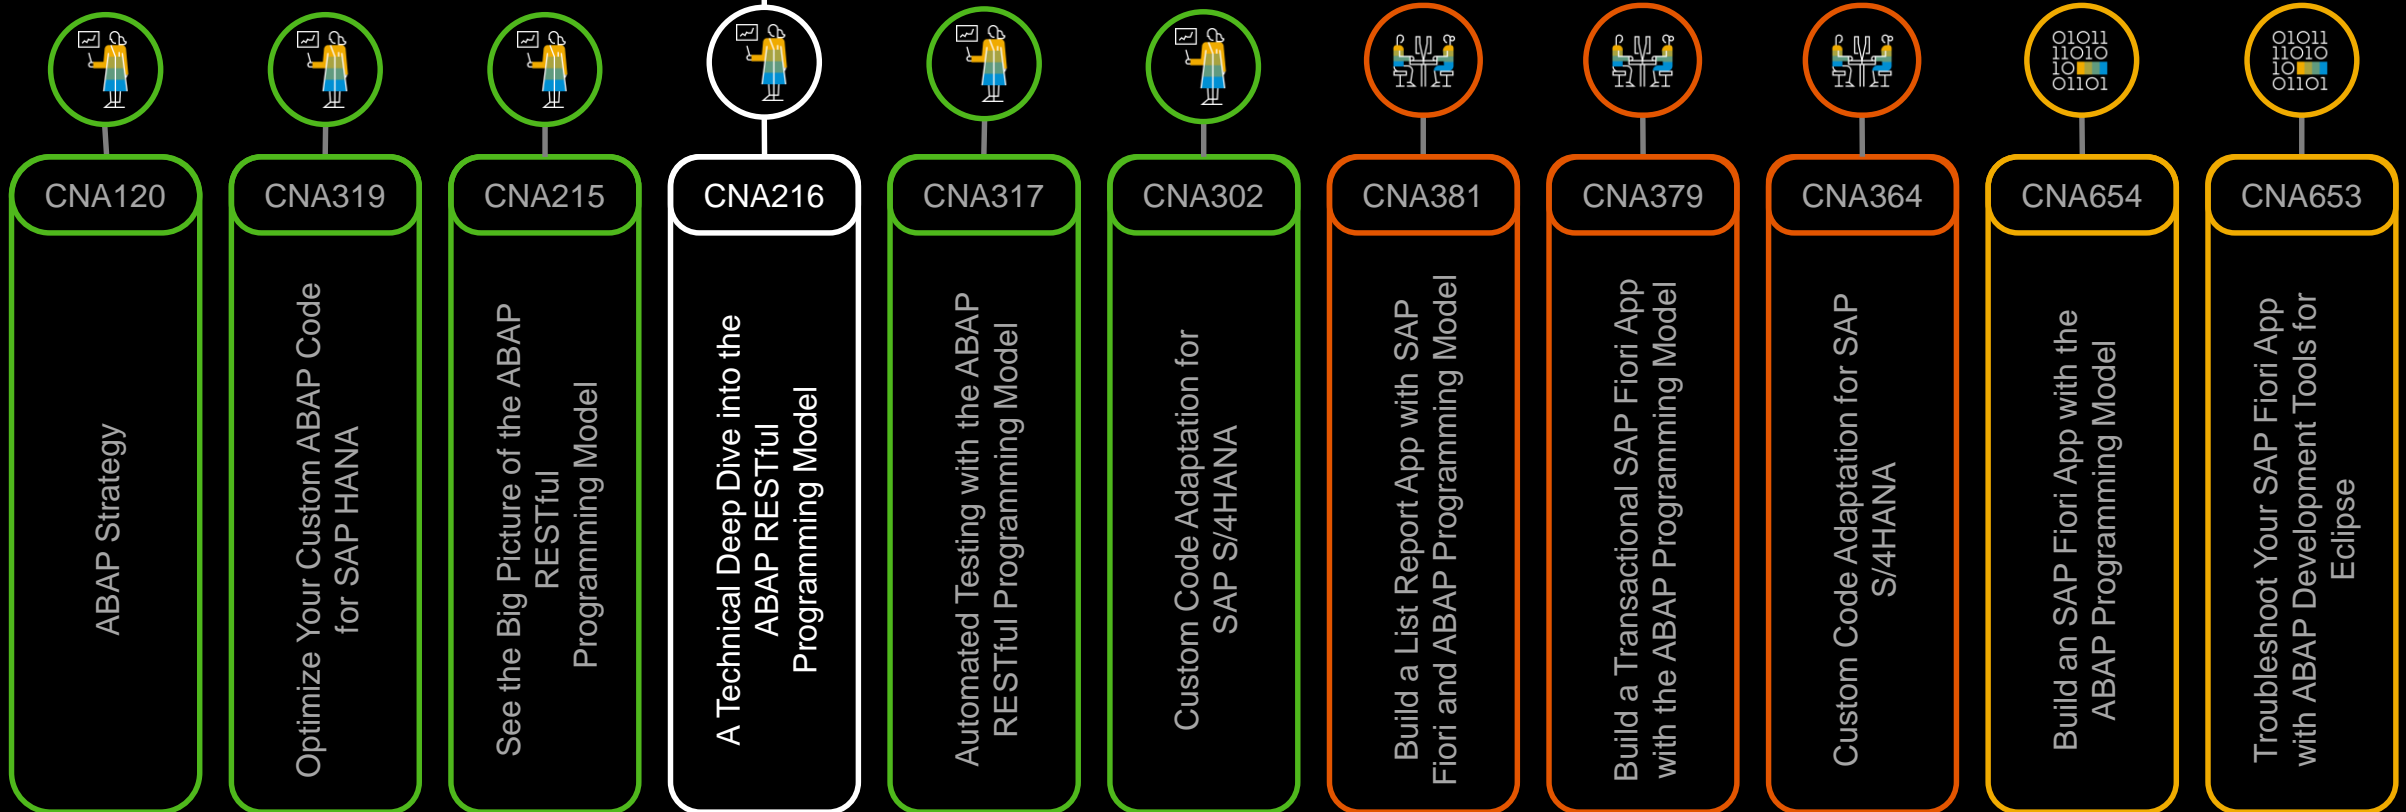 CNA120
ABAP Strategy
CNA319
Optimize Your Custom ABAP Code
for SAP HANA
CNA215
See the Big Picture of the ABAP
RESTful
Programming Model
CNA216
A Technical Deep Dive into the
ABAP RESTful
Programming Model
CNA317
Automated Testing with the ABAP
RESTful Programming Model
CNA302
Custom Code Adaptation for
SAP S/4HANA
CNA381
Build a List Report App with SAP
Fiori and ABAP Programming Model
CNA379
Build a Transactional SAP Fiori App
with the ABAP Programming Model
CNA364
Custom Code Adaptation for SAP
S/4HANA
01011
11010
10
01101
CNA654
Build an SAP Fiori App with the
ABAP Programming Model
01011
11010
10
01101
CNA653
Troubleshoot Your SAP Fiori App
with ABAP Development Tools for
Eclipse